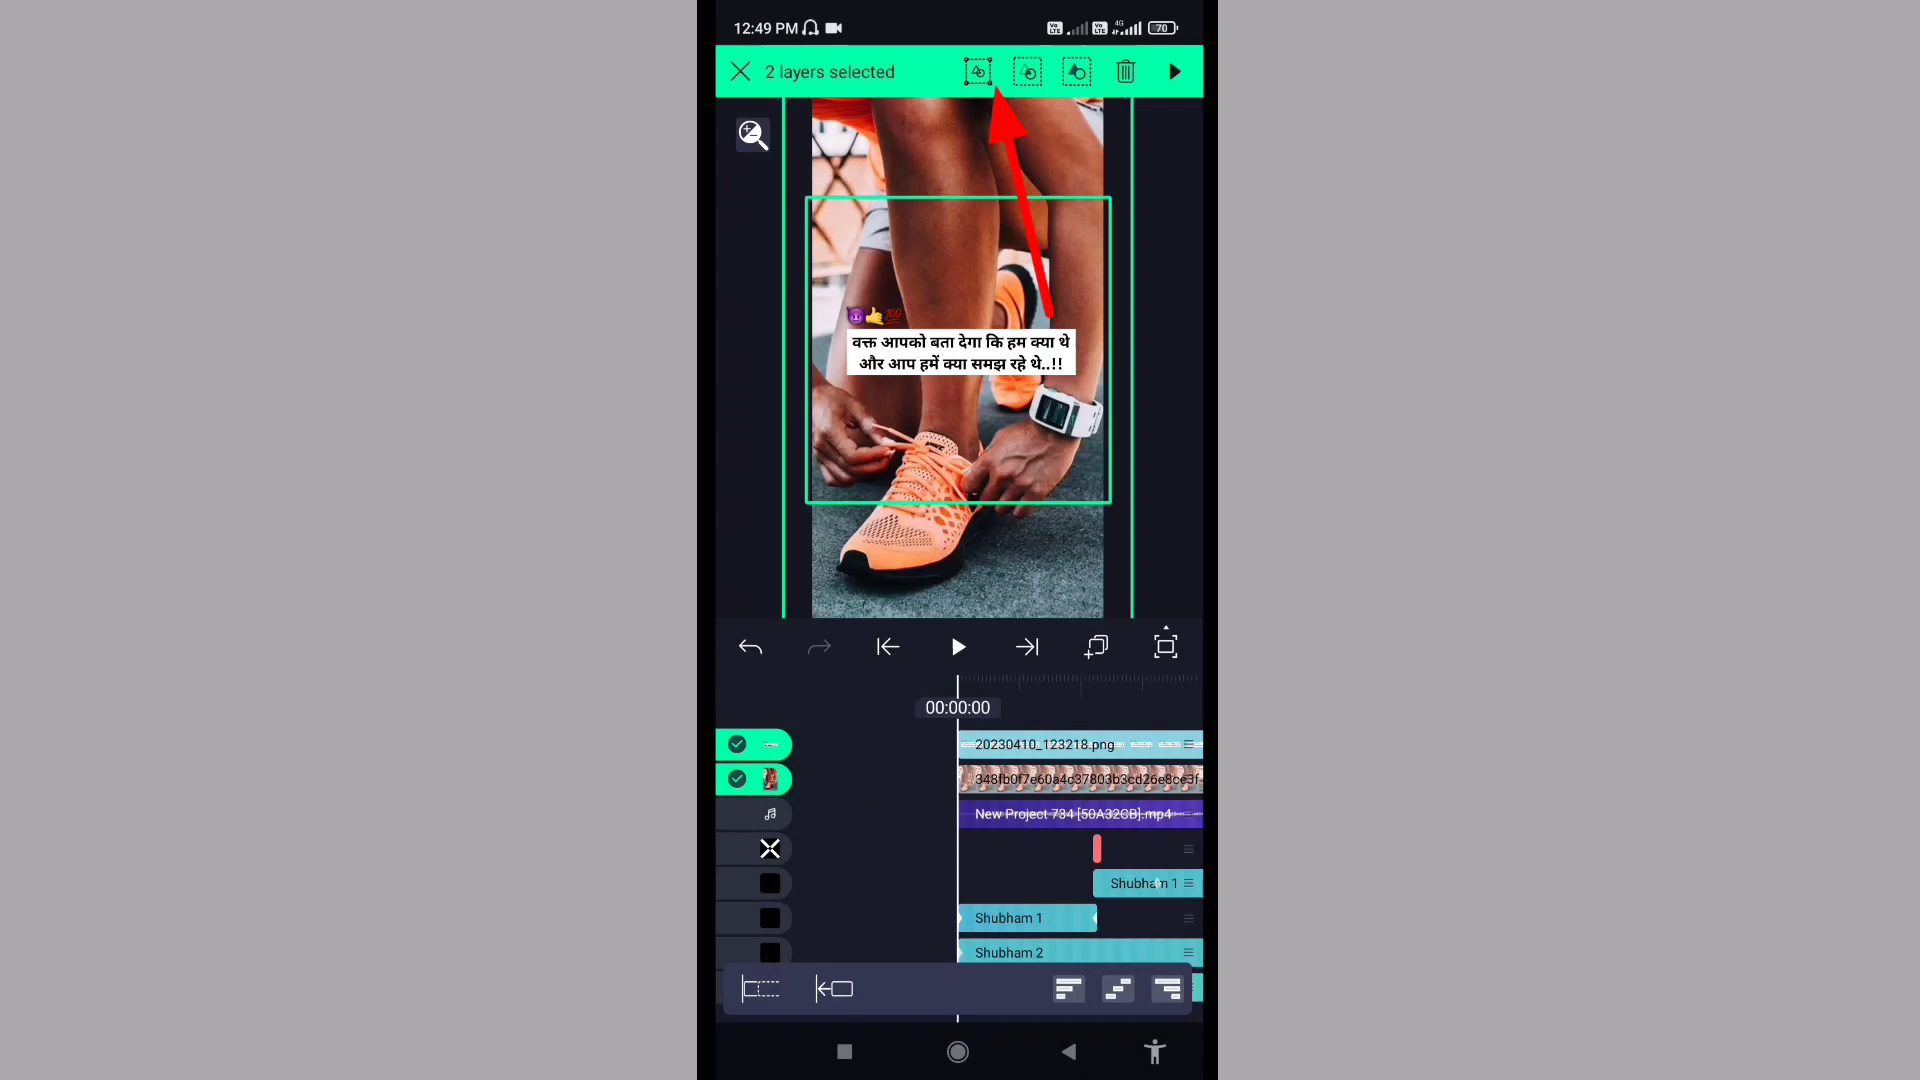 12:49 PM
4G
70
2 layers selected
💯
वक्त आपको बता देगा कि हम क्या थे
और आप हमें क्या समझ रहे थे..!!
00:00:00
20230410_123218.png
348fb0f7e60a4c37803b3cd26e8ce3f
New Project 734 [50A32CB].mp4
Shubham 1
Shubham 1
Shubham 2